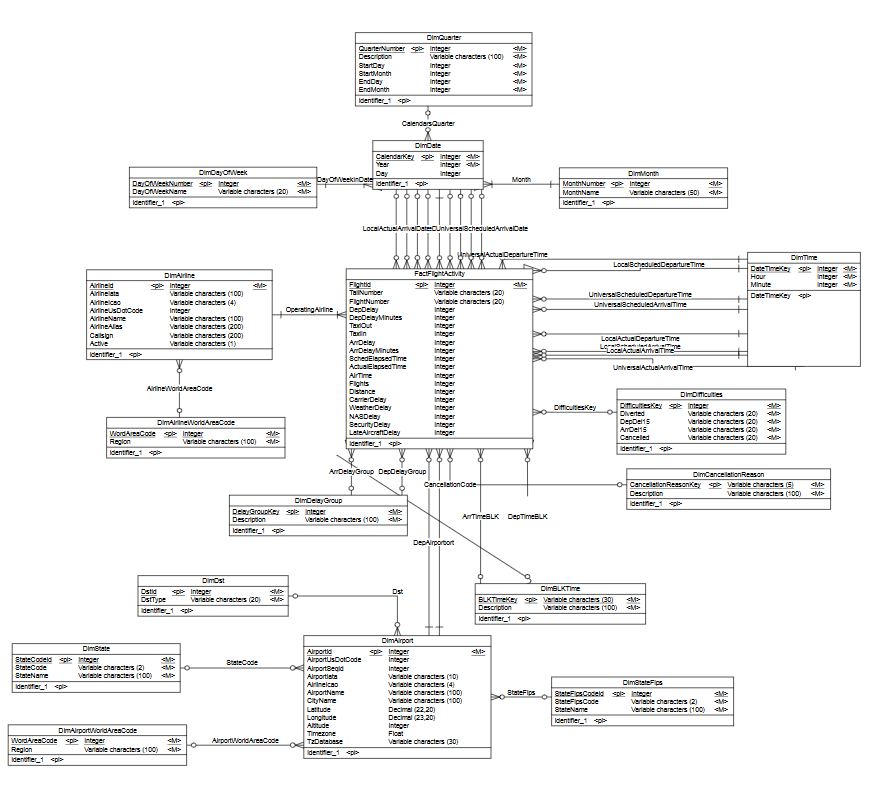 DimQuarter
QuarterNumber <pi> Integer <M>
Description Variable characters (100) <M>
StartDay Integer <M>
StartMonth Integer <M>
EndDay Integer <M>
EndMonth Integer <M>
Identifier_1 <pi>
CalendarsQuarter
DimDate
CalendarKey <pi> Integer <M>
Year Integer <M>
Day Integer
Identifier_1 <pi>
DimDayOfWeek
DayOfWeekNumber <pi> Integer <M>
DayOfWeekName Variable characters (20) <M>
Identifier_1 <pi>
DayOfWeekInDate
Month
DimMonth
MonthNumber <pi> Integer <M>
MonthName Variable characters (50) <M>
Identifier_1 <pi>
UniversalScheduledArrivalDate
UniversalActualDepartureTime
LocalScheduledDepartureTime
UniversalScheduledDepartureTime
UniversalScheduledArrivalTime
LocalActualDepartureTime
LocalActualArrivalTime
UniversalActualArrivalTime
DimTime
DateTimeKey <pi> Integer <M>
Hour Integer <M>
Minute Integer <M>
DateTimeKey <pi>
DimAirline
AirlineId <pi> Integer <M>
AirlineIata Variable characters (100)
AirlineIcao Variable characters (4)
AirlineUsDotCode Integer
AirlineName Variable characters (100)
AirlineAlias Variable characters (200)
Callsign Variable characters (200)
Active Variable characters (1)
Identifier_1 <pi>
OperatingAirline
FactFlightActivity
FlightId <pi> Integer <M>
TailNumber Variable characters (20)
FlightNumber Variable characters (20)
DepDelay Integer
DepDelayMinutes Integer
TaxiOut Integer
TaxiIn Integer
ArrDelay Integer
ArrDelayMinutes Integer
SchedElapsedTime Integer
ActualElapsedTime Integer
AirTime Integer
Flights Integer
Distance Integer
CarrierDelay Integer
WeatherDelay Integer
NASDelay Integer
SecurityDelay Integer
LateAircraftDelay Integer
Identifier_1 <pi>
AirlineWorldAreaCode
DimAirlineWorldAreaCode
WordAreaCode <pi> Integer <M>
Region Variable characters (100) <M>
Identifier_1 <pi>
DifficultiesKey
DimDifficulties
DifficultiesKey <pi> Integer <M>
Diverted Variable characters (20) <M>
DepDel15 Variable characters (20) <M>
ArrDel15 Variable characters (20) <M>
Cancelled Variable characters (20) <M>
Identifier_1 <pi>
ArrDelayGroup
DepDelayGroup
CancellationCode
DimCancellationReason
CancellationReasonKey <pi> Variable characters (5) <M>
Description Variable characters (100) <M>
Identifier_1 <pi>
DimDelayGroup
DelayGroupKey <pi> Integer <M>
Description Variable characters (100) <M>
Identifier_1 <pi>
ArrTimeBLK
DepTimeBLK
DimBLKTime
BLKTimeKey <pi> Variable characters (30) <M>
Description Variable characters (100) <M>
Identifier_1 <pi>
DimDst
DstId <pi> Integer <M>
DstType Variable characters (20) <M>
Identifier_1 <pi>
Dst
DimAirport
AirportId <pi> Integer <M>
AirportUsDotCode Integer
AirportSeqId Integer
AirportIata Variable characters (10)
AirlineIcao Variable characters (4)
AirportName Variable characters (100)
CityName Variable characters (100)
Latitude Decimal (22,20)
Longitude Decimal (23,20)
Altitude Integer
Timezone Float
TzDatabase Variable characters (30)
Identifier_1 <pi>
DimState
StateCodeId <pi> Integer <M>
StateCode Variable characters (2) <M>
StateName Variable characters (100) <M>
Identifier_1 <pi>
StateCode
StateFips
DimStateFips
StateFipsCodeId <pi> Integer <M>
StateFipsCode Variable characters (2) <M>
StateName Variable characters (100) <M>
Identifier_1 <pi>
DimAirportWorldAreaCode
WordAreaCode <pi> Integer <M>
Region Variable characters (100) <M>
Identifier_1 <pi>
AirportWorldAreaCode